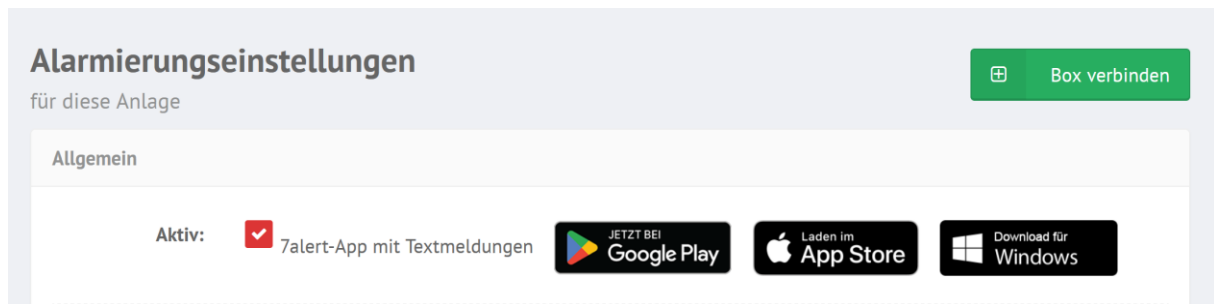 Alarmierungseinstellungen
für diese Anlage
Box verbinden
Allgemein
Aktiv:
7alert-App mit Textmeldungen
JETZT BEI
Google Play
Laden im
App Store
Download für
Windows